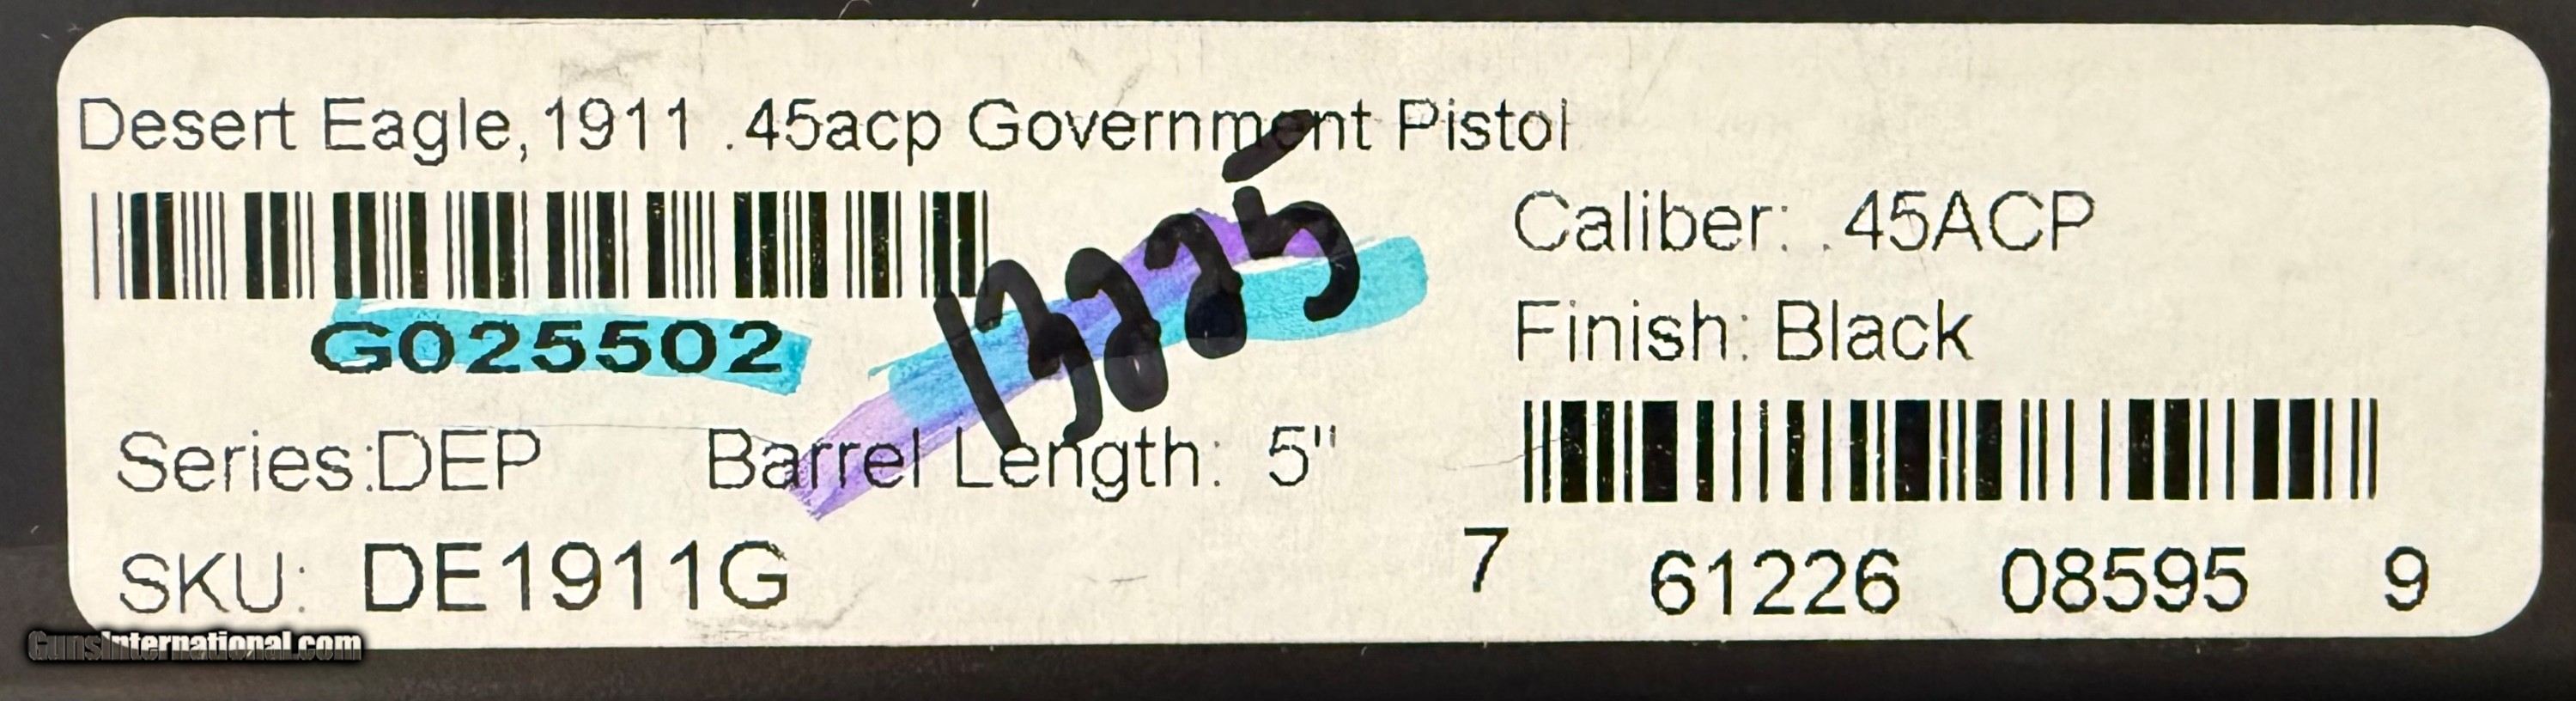 Desert Eagle, 1911 .45acp Government Pistol
13225
Caliber: .45ACP
G025502
Finish: Black
Series:DEP Barrel Length: 5"
SKU: DE1911G
7 61226 08595 9
GunsInternational.com